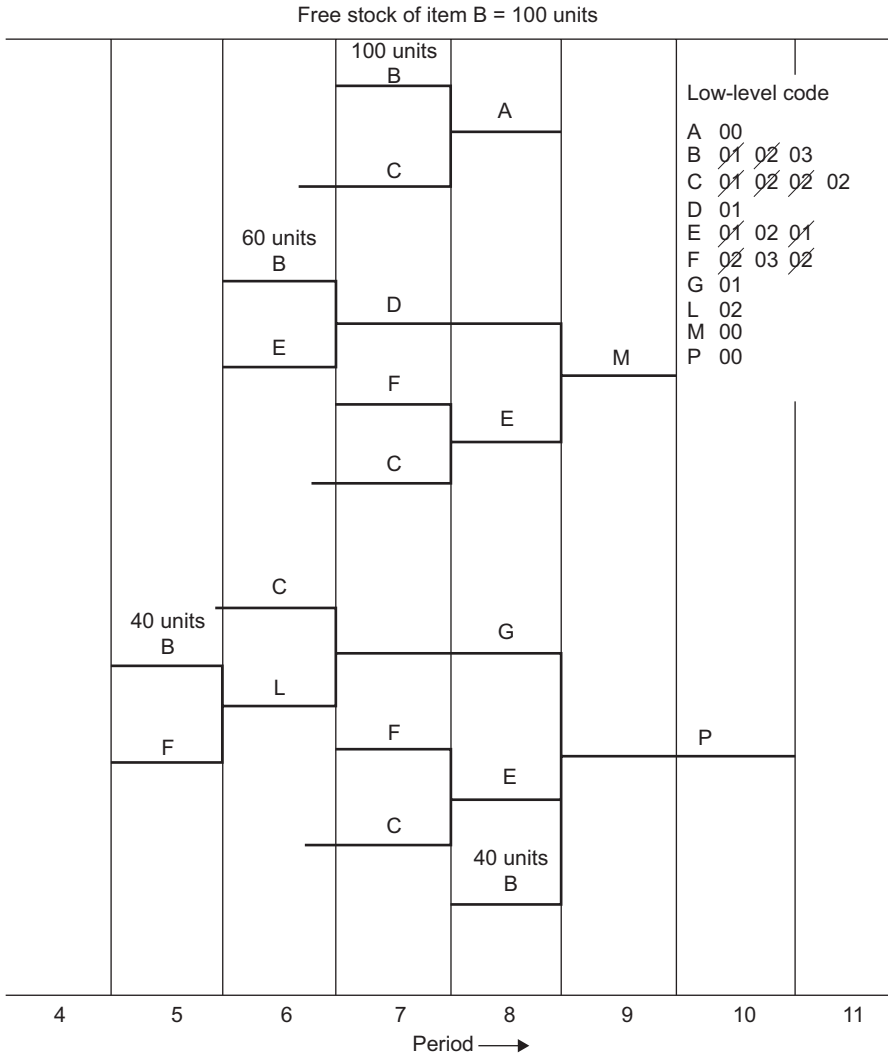 Free stock of item B = 100 units
100 units
B
A
C
Low-level code
A 00
B 01 02 03
C 01 02 02 02
D 01
E 01 02 01
F 02 03 02
G 01
L 02
M 00
P 00
60 units
B
D
E
M
F
E
C
C
40 units
B
G
L
F
F
P
E
C
40 units
B
4 5 6 7 8 9 10 11
Period